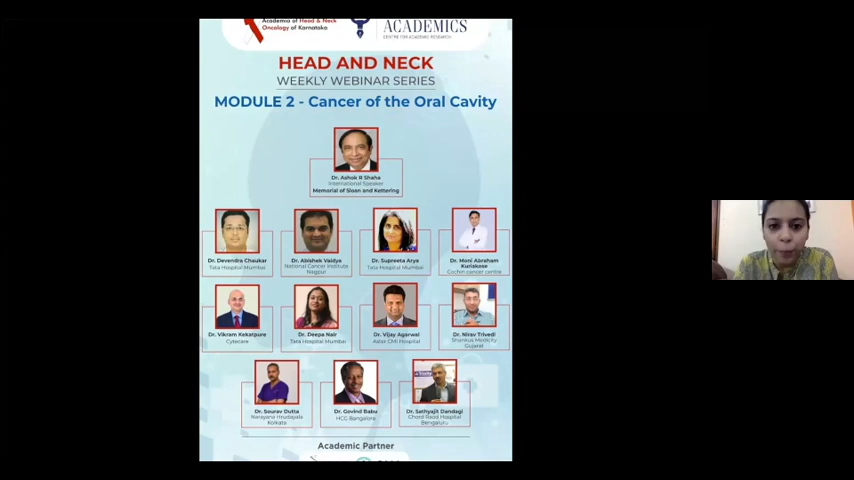 Academia of Head & Neck
Oncology of Karnataka
ACADEMICS
CENTRE FOR ACADEMIC RESEARCH
HEAD AND NECK
WEEKLY WEBINAR SERIES
MODULE 2 - Cancer of the Oral Cavity
Dr. Ashok R Shaha
International Speaker
Memorial of Sloan and Kettering
Dr. Devendra Chaukar
Tata Hospital Mumbai
Dr. Abishek Vaidya
National Cancer Institute
Nagpur
Dr. Supreeta Arya
Tata Hospital Mumbai
Dr. Moni Abraham
Kuriakose
Cochin cancer centre
Dr. Vikram Kekatpure
Cytecare
Dr. Deepa Nair
Tata Hospital Mumbai
Dr. Vijay Agarwal
Aster CMI Hospital
Dr. Nirav Trivedi
Shankus Medicity
Gujarat
Dr. Sourav Dutta
Narayana Hrudayala
Kolkata
Dr. Govind Babu
HCG Bangalore
Dr. Sathyajit Dandagi
Chord Road Hospital
Bengaluru
Academic Partner